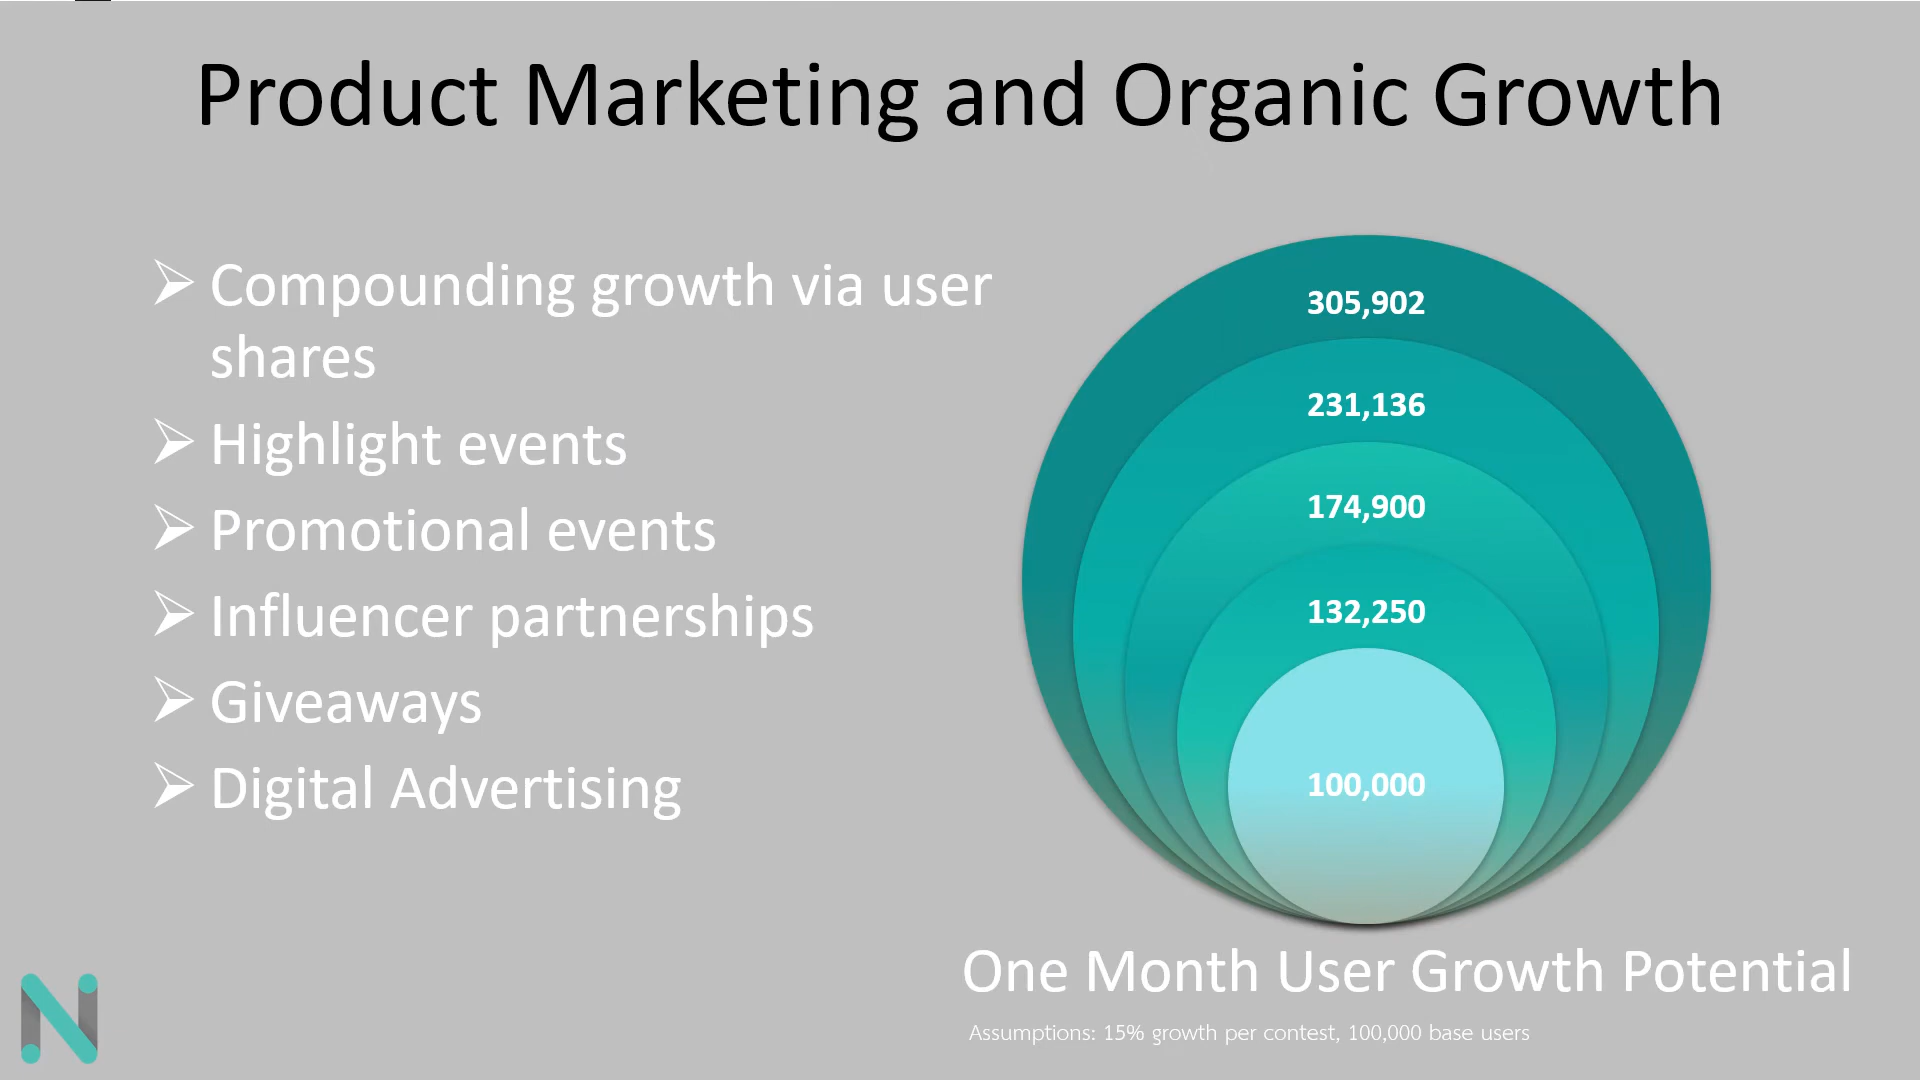 Product Marketing and Organic Growth
Compounding growth via user
shares
Highlight events
Promotional events
Influencer partnerships
Giveaways
Digital Advertising
305,902
231,136
174,900
132,250
100,000
One Month User Growth Potential
Assumptions: 15% growth per contest, 100,000 base users
N